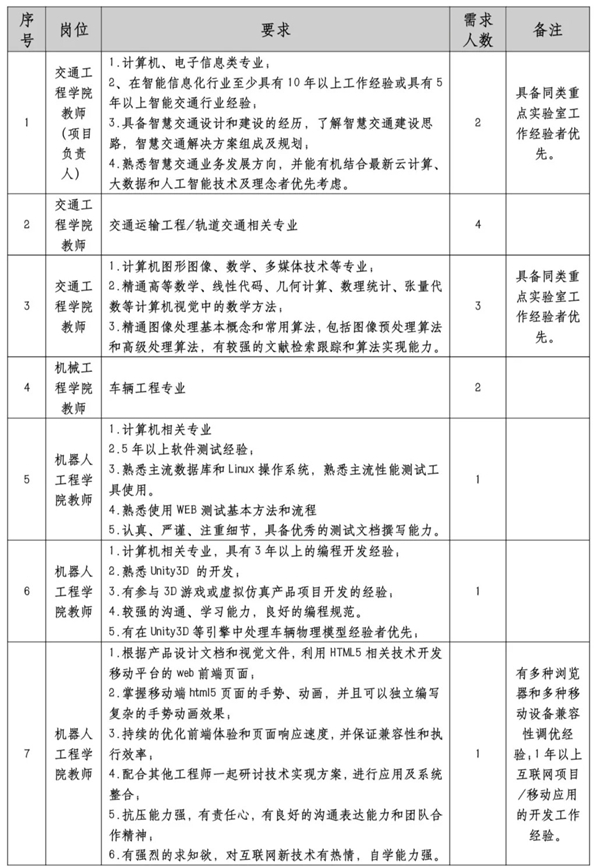 序号 岗位 要求 需求人数 备注
1
交通工
程学院
教师
（项目
负责
人）
1.计算机、电子信息类专业；
2、在智能信息化行业至少具有10年以上工作经验或具有5
年以上智能交通行业经验；
3.具备智慧交通设计和建设的经历，了解智慧交通建设思
路，智慧交通解决方案组成及规划；
4.熟悉智慧交通业务发展方向，并能有机结合最新云计算、
大数据和人工智能技术及理念者优先考虑。
2
具备同类重
点实验室工
作经验者优
先。
2
交通工
程学院
教师
交通运输工程/轨道交通相关专业
4
3
交通工
程学院
教师
1.计算机图形图像、数学、多媒体技术等专业；
2.精通高等数学、线性代码、几何计算、数理统计、张量代
数等计算机视觉中的数学方法；
3.精通图像处理基本概念和常用算法，包括图像预处理算法
和高级处理算法，有较强的文献检索跟踪和算法实现能力。
3
具备同类重
点实验室工
作经验者优
先。
4
机械工
程学院
教师
车辆工程专业
2
5
机器人
工程学
院教师
1.计算机相关专业
2.5年以上软件测试经验；
3.熟悉主流数据库和Linux操作系统，熟悉主流性能测试工
具使用。
4.熟悉使用WEB测试基本方法和流程
5.认真、严谨、注重细节，具备优秀的测试文档撰写能力。
1
6
机器人
工程学
院教师
1.计算机相关专业，具有3年以上的编程开发经验；
2.熟悉Unity3D 的开发；
3.有参与3D游戏或虚拟仿真产品项目开发的经验；
4.较强的沟通、学习能力，良好的编程规范。
5.有在Unity3D等引擎中处理车辆物理模型经验者优先；
1
7
机器人
工程学
院教师
1.根据产品设计文档和视觉文件，利用HTML5相关技术开发
移动平台的web前端页面；
2.掌握移动端html5页面的手势、动画，并且可以独立编写
复杂的手势动画效果；
3.持续的优化前端体验和页面响应速度，并保证兼容性和执
行效率；
4.配合其他工程师一起研讨技术实现方案，进行应用及系统
整合；
5.抗压能力强，有责任心，有良好的沟通表达能力和团队合
作精神；
6.有强烈的求知欲，对互联网新技术有热情，自学能力强。
1
有多种浏览
器和多种移
动设备兼容
性调优经
验；1年以上
互联网项目
/移动应用
的开发工作
经验。